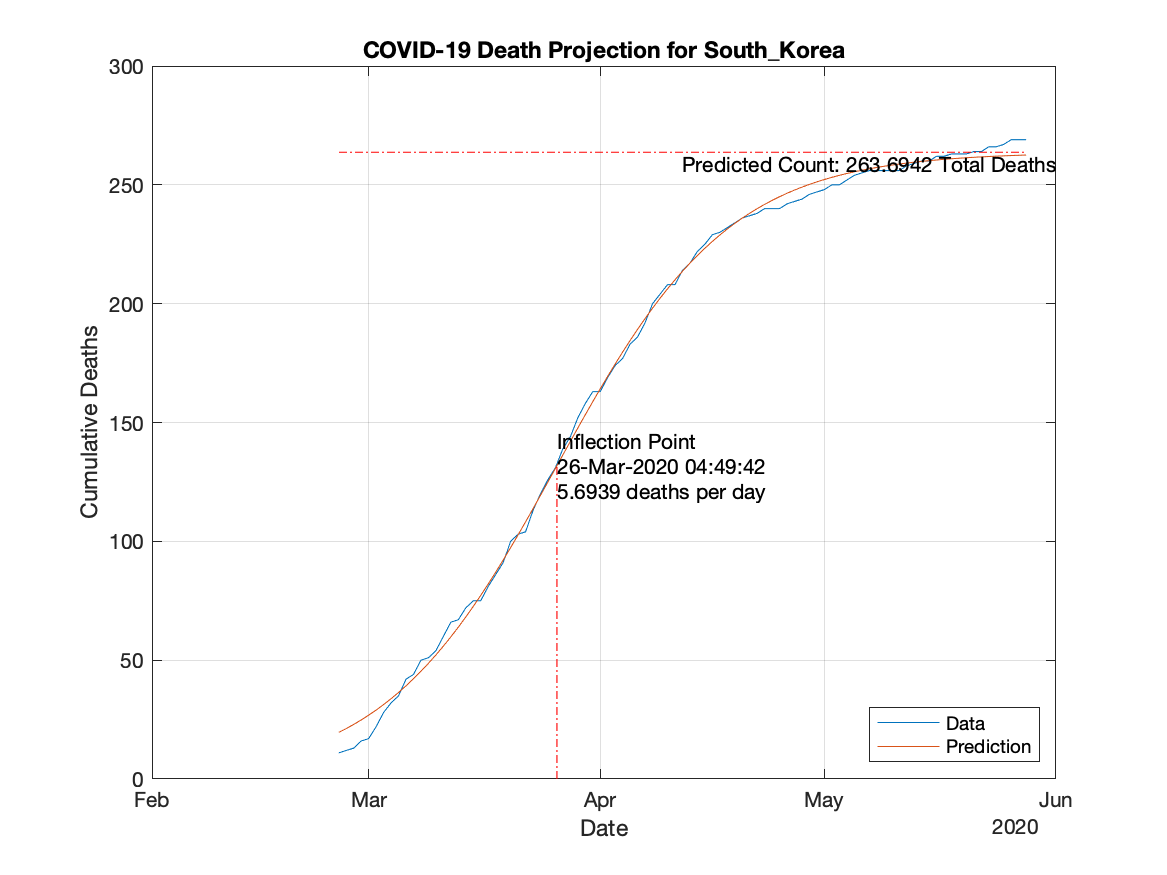 COVID-19 Death Projection for South_Korea
300
250
200
150
100
50
0
Cumulative Deaths
Predicted Count: 263.6942 Total Deaths
Inflection Point
26-Mar-2020 04:49:42
5.6939 deaths per day
Data
Prediction
Feb Mar Apr May Jun
Date
2020